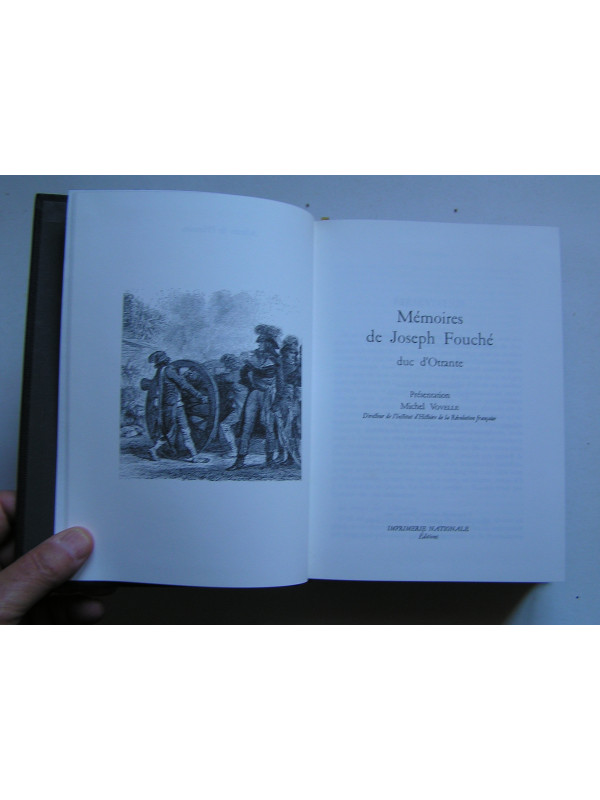 Mémoires
de Joseph Fouché
duc d'Otrante
Présentation
Michel VOVELLE
Directeur de l'Institut d'Histoire de la Révolution française
IMPRIMERIE NATIONALE
Éditions